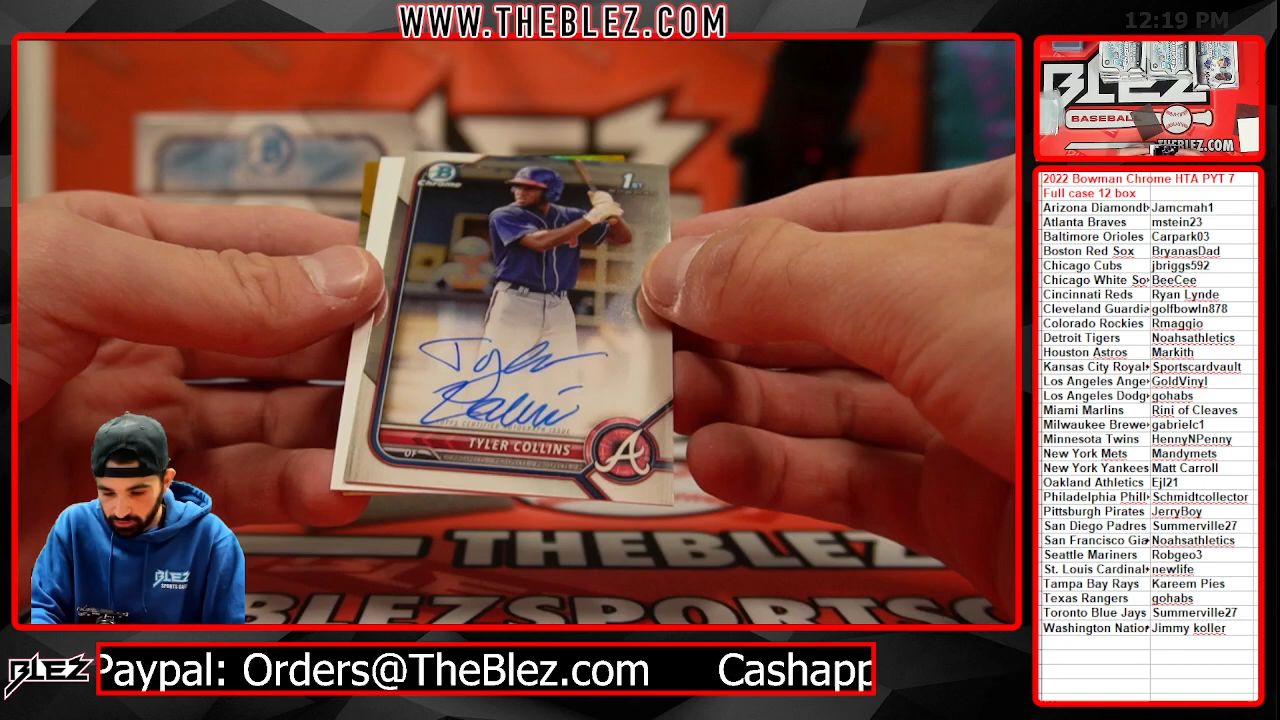 WWW.THEBLEZ.COM
12:19 PM
BLEZ
BASEBALL
THEBLEZ.COM
Chrome
1ST
BOWMAN
Tyler
Collins
TYLER COLLINS
OF
A
THEBLEZ
BLEZSPORTSC
BLEZ
BLEZ
Paypal: Orders@TheBlez.com Cashapp
2022 Bowman Chrome HTA PYT 7
Full case 12 box
Arizona Diamondb Jamcmah1
Atlanta Braves mstein23
Baltimore Orioles Carpark03
Boston Red Sox BryanasDad
Chicago Cubs jbriggs592
Chicago White So BeeCee
Cincinnati Reds Ryan Lynde
Cleveland Guardia golfbowln878
Colorado Rockies Rmaggio
Detroit Tigers Noahsathletics
Houston Astros Markith
Kansas City Royal Sportscardvault
Los Angeles Ange GoldVinyl
Los Angeles Dodg gohabs
Miami Marlins Rini of Cleaves
Milwaukee Brewe gabrielc1
Minnesota Twins HennyNPenny
New York Mets Mandymets
New York Yankees Matt Carroll
Oakland Athletics Ejl21
Philadelphia Phill Schmidtcollector
Pittsburgh Pirates JerryBoy
San Diego Padres Summerville27
San Francisco Gia Noahsathletics
Seattle Mariners Robgeo3
St. Louis Cardinal newlife
Tampa Bay Rays Kareem Pies
Texas Rangers gohabs
Toronto Blue Jays Summerville27
Washington Natio Jimmy koller